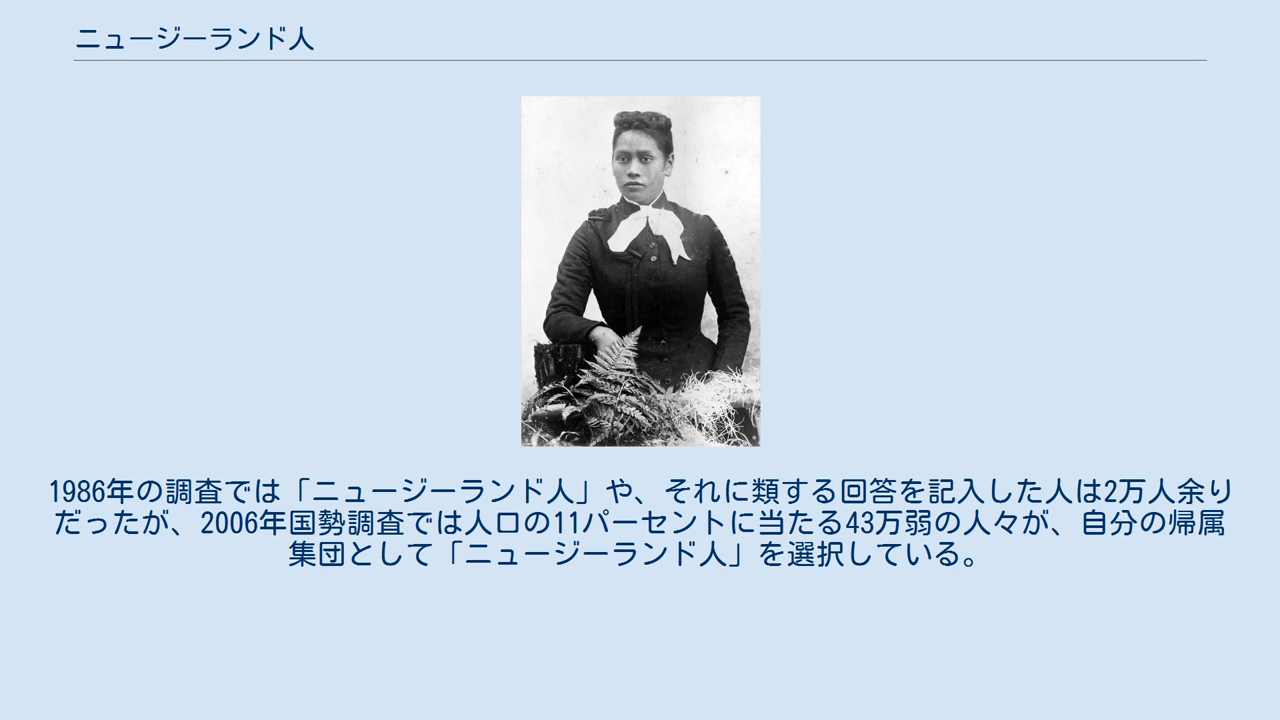 ニュージーランド人
1986年の調査では「ニュージーランド人」や、それに類する回答を記入した人は2万人余り
だったが、2006年国勢調査では人口の11パーセントに当たる43万弱の人々が、自分の帰属
集団として「ニュージーランド人」を選択している。